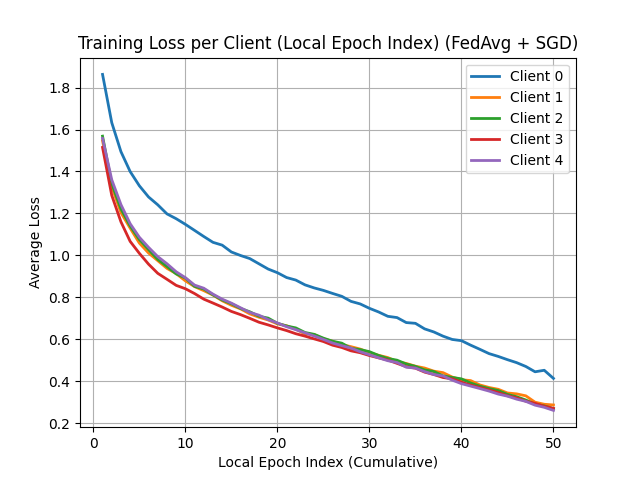 Training Loss per Client (Local Epoch Index) (FedAvg + SGD)
Client 0
Client 1
Client 2
Client 3
Client 4
Average Loss
1.8
1.6
1.4
1.2
1.0
0.8
0.6
0.4
0.2
0 10 20 30 40 50
Local Epoch Index (Cumulative)